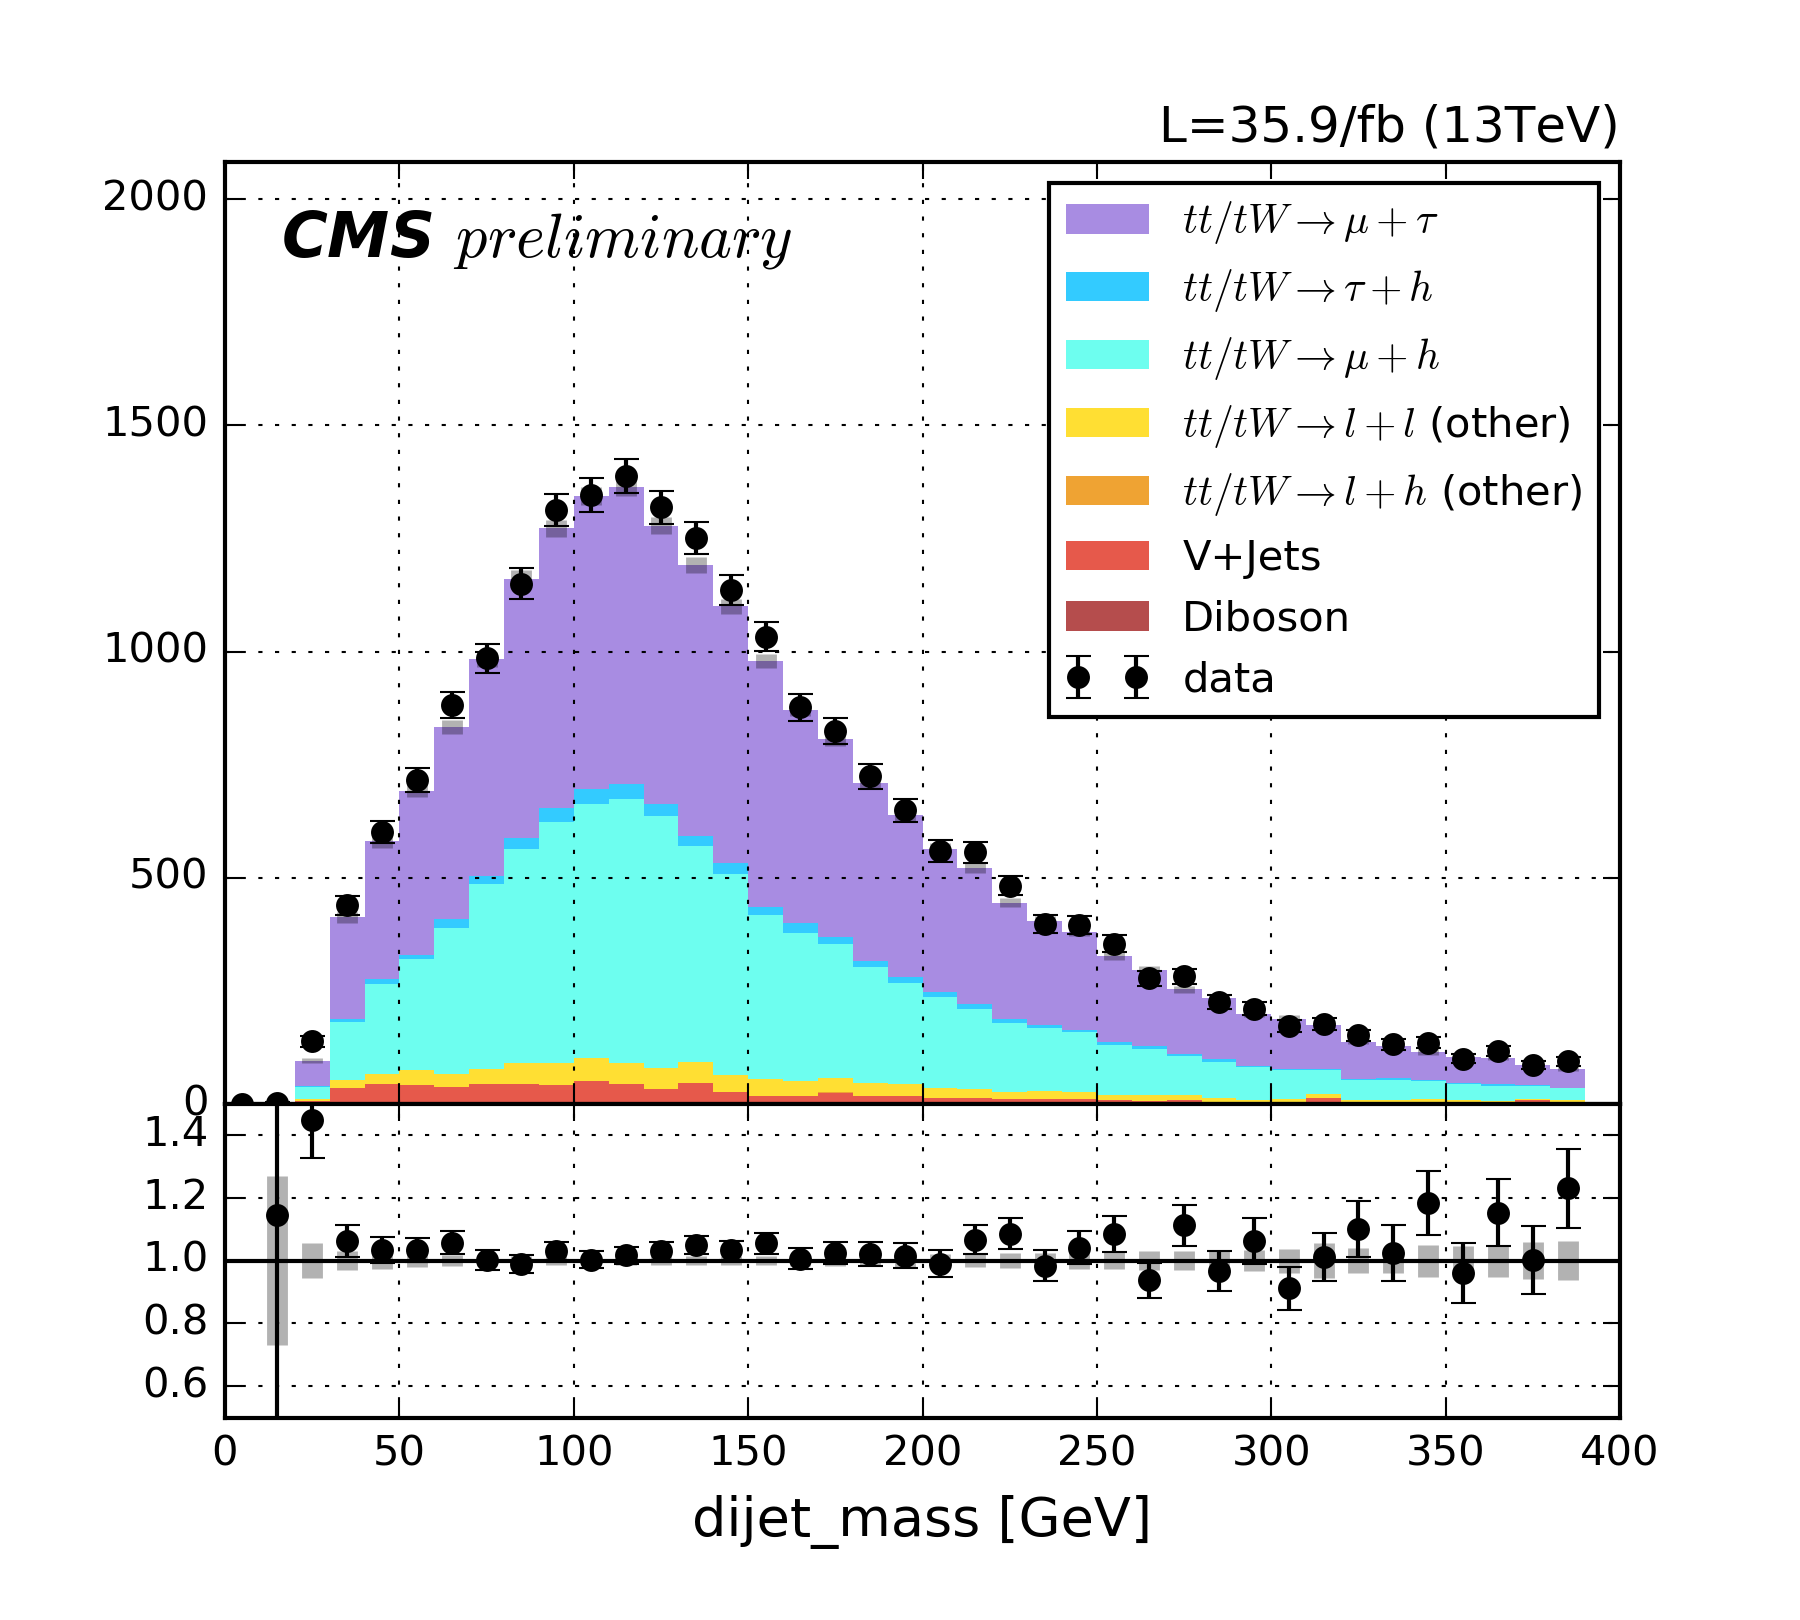 L=35.9/fb (13TeV)
CMS preliminary
2000
1500
1000
500
0
tt/tW→μ+τ
tt/tW→τ+h
tt/tW→μ+h
tt/tW→l+l (other)
tt/tW→l+h (other)
V+Jets
Diboson
data
1.4
1.2
1.0
0.8
0.6
0 50 100 150 200 250 300 350 400
dijet_mass [GeV]